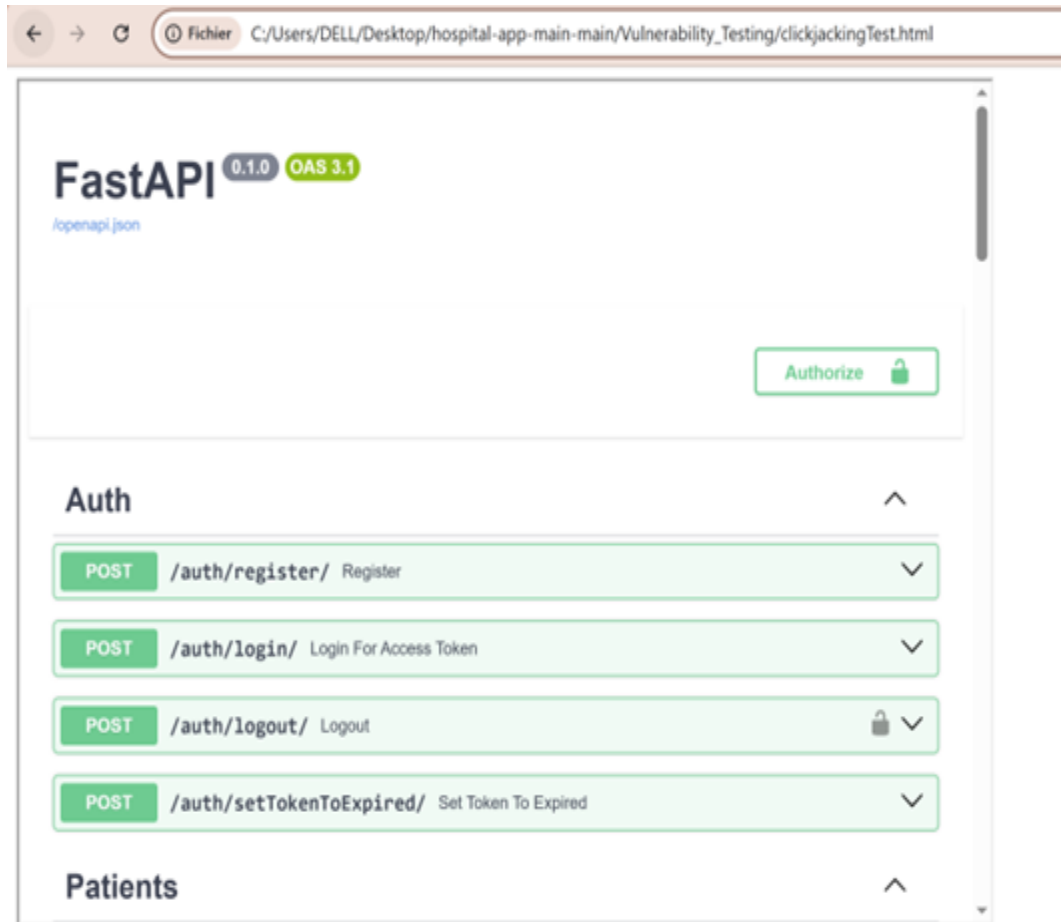 Fichier C:/Users/DELL/Desktop/hospital-app-main-main/Vulnerability_Testing/clickjackingTest.html
FastAPI 0.1.0 OAS 3.1
/openapi.json
Authorize
Auth
POST /auth/register/ Register
POST /auth/login/ Login For Access Token
POST /auth/logout/ Logout
POST /auth/setTokenToExpired/ Set Token To Expired
Patients